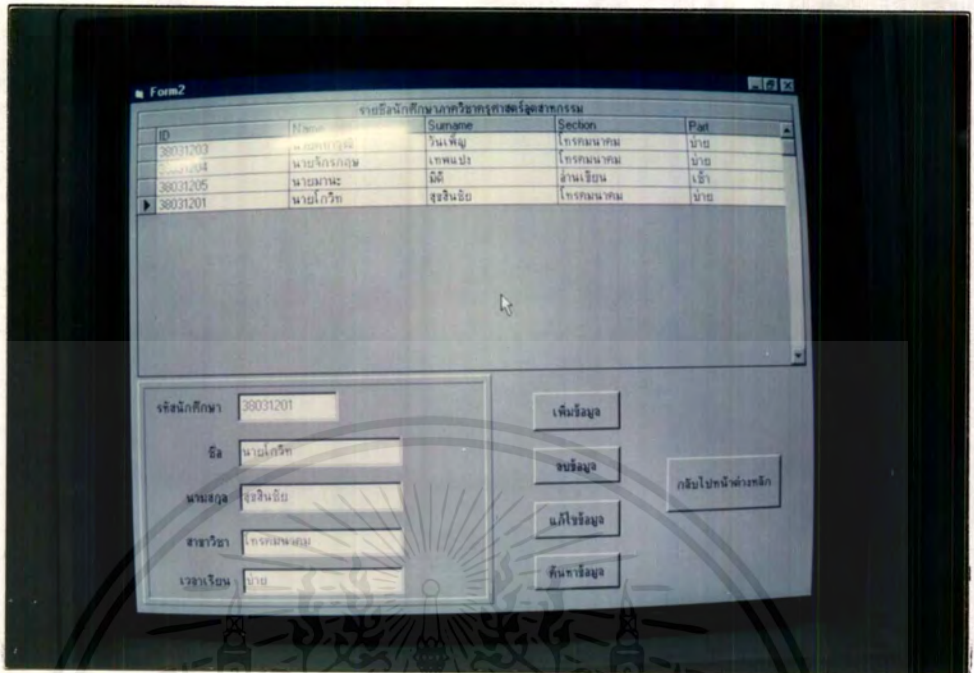 Form2
รายชื่อนักศึกษาภาควิชาครุศาสตร์อุตสาหกรรม
ID Name Surname Section Part
38031203 วันเพ็ญ โทรคมนาคม บ่าย
38031204 นายจักรกฤษ เทพแปง โทรคมนาคม บ่าย
38031205 นายมานะ มีดี อ่านเขียน เช้า
38031201 นายโกวิท สุขสินชัย โทรคมนาคม บ่าย
รหัสนักศึกษา 38031201
ชื่อ นายโกวิท
นามสกุล สุขสินชัย
สาขาวิชา โทรคมนาคม
เวลาเรียน บ่าย
เพิ่มข้อมูล
ลบข้อมูล
แก้ไขข้อมูล
ค้นหาข้อมูล
กลับไปหน้าต่างหลัก